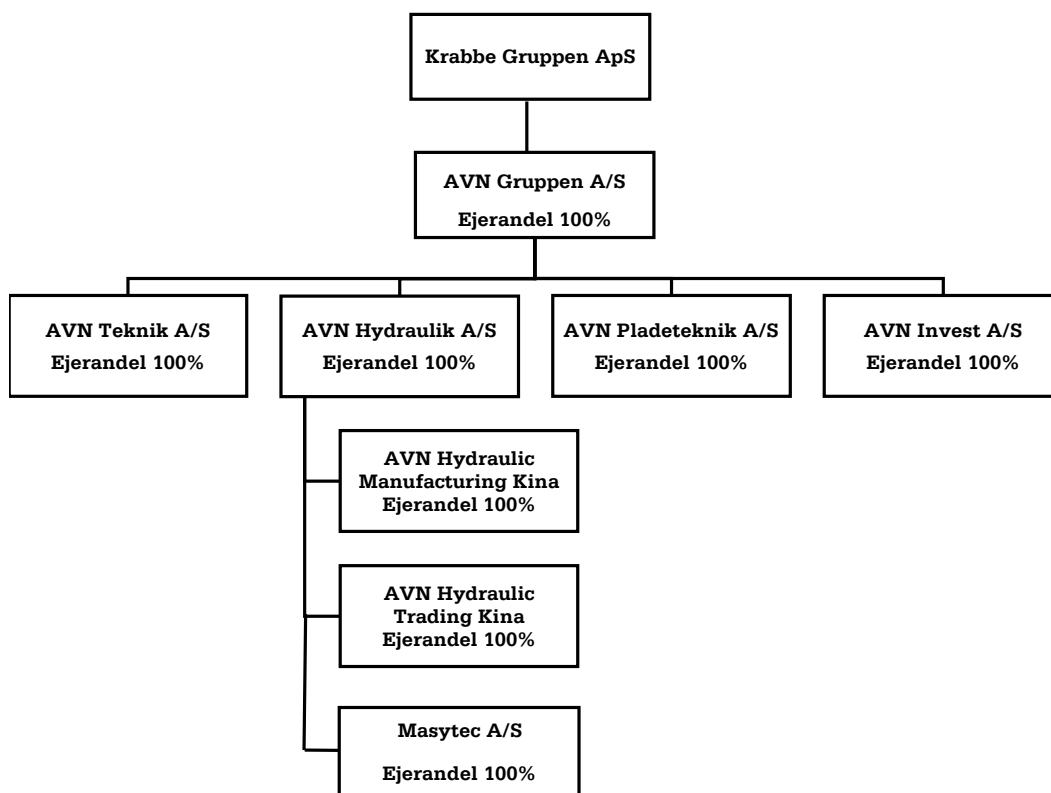 Krabbe Gruppen ApS
AVN Gruppen A/S
Ejerandel 100%
AVN Teknik A/S
Ejerandel 100%
AVN Hydraulik A/S
Ejerandel 100%
AVN Pladeteknik A/S
Ejerandel 100%
AVN Invest A/S
Ejerandel 100%
AVN Hydraulic
Manufacturing Kina
Ejerandel 100%
AVN Hydraulic
Trading Kina
Ejerandel 100%
Masytec A/S
Ejerandel 100%